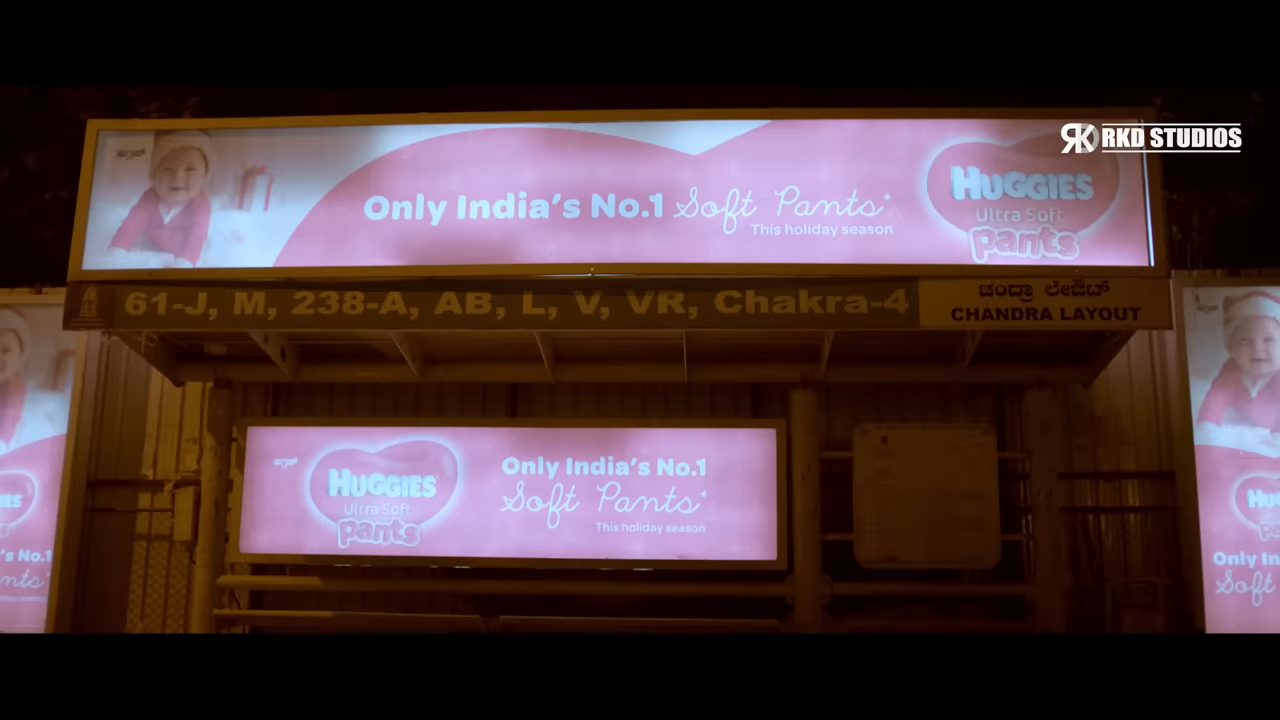 RKD STUDIOS
Only India's No.1 Soft Pants*
This holiday season
HUGGIES
Ultra Soft
pants
61-J, M, 238-A, AB, L, V, VR, Chakra-4
ಚಂದ್ರಾ ಲೇಔಟ್
CHANDRA LAYOUT
HUGGIES
Ultra Soft
pants
Only India's No.1
Soft Pants*
This holiday season
IES
's No.1
nts*
Hu
Only In
Soft